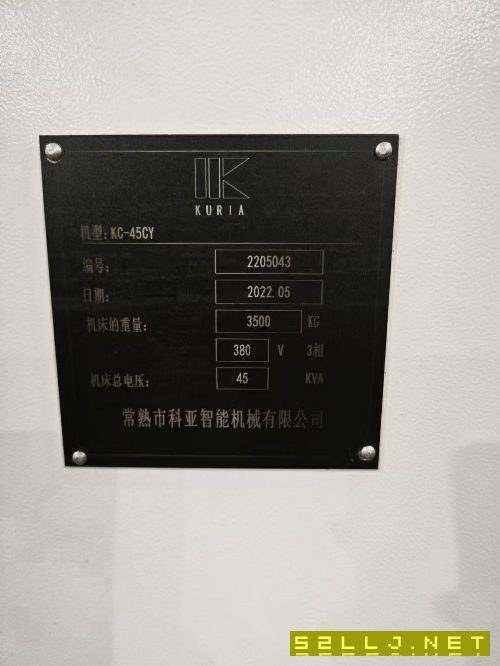 KURIA
机型: KC-45CY
编号: 2205043
日期: 2022.05
机床的重量: 3500 KG
380 V 3相
机床总电压: 45 KVA
常熟市科亚智能机械有限公司
52LLJ.NET